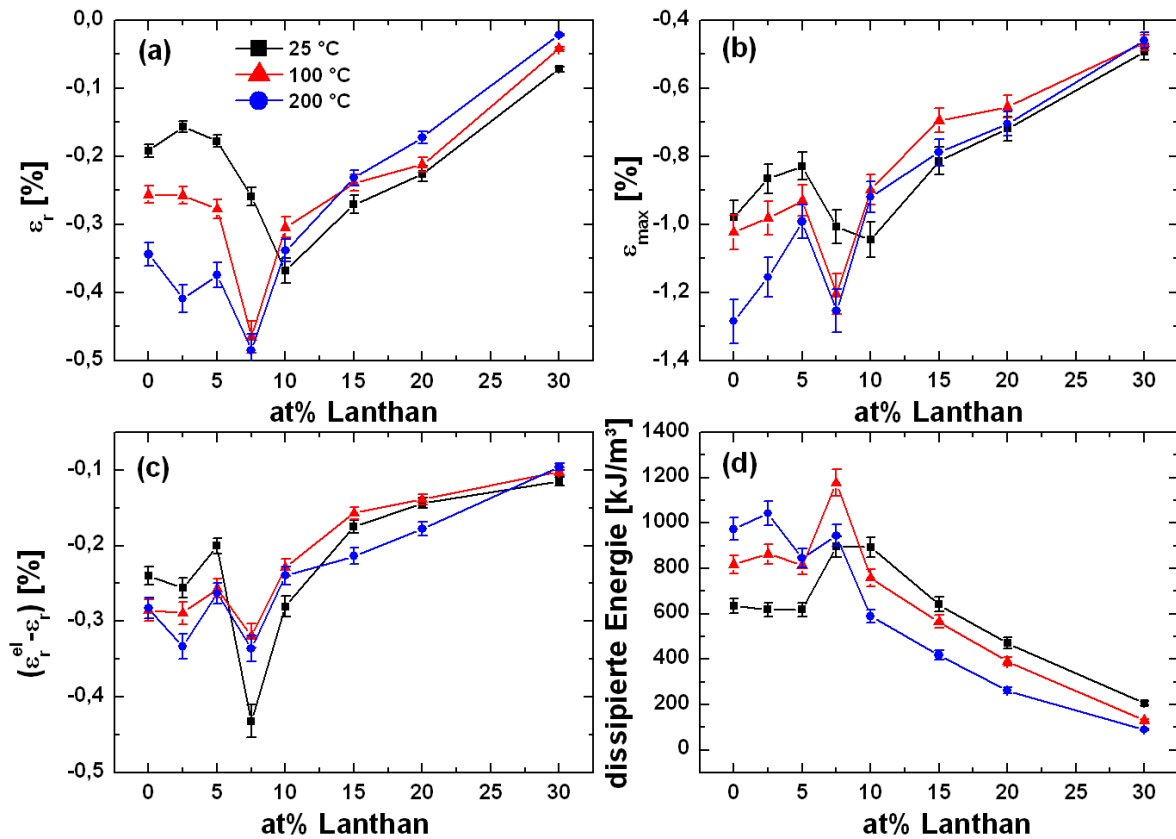 (a)
25 °C
100 °C
200 °C
0,0
-0,1
-0,2
-0,3
-0,4
-0,5
εr [%]
0 5 10 15 20 25 30
at% Lanthan
(b)
-0,4
-0,6
-0,8
-1,0
-1,2
-1,4
εmax [%]
0 5 10 15 20 25 30
at% Lanthan
(c)
-0,1
-0,2
-0,3
-0,4
-0,5
(εr^el-εr) [%]
0 5 10 15 20 25 30
at% Lanthan
(d)
1400
1200
1000
800
600
400
200
0
dissipierte Energie [kJ/m³]
0 5 10 15 20 25 30
at% Lanthan